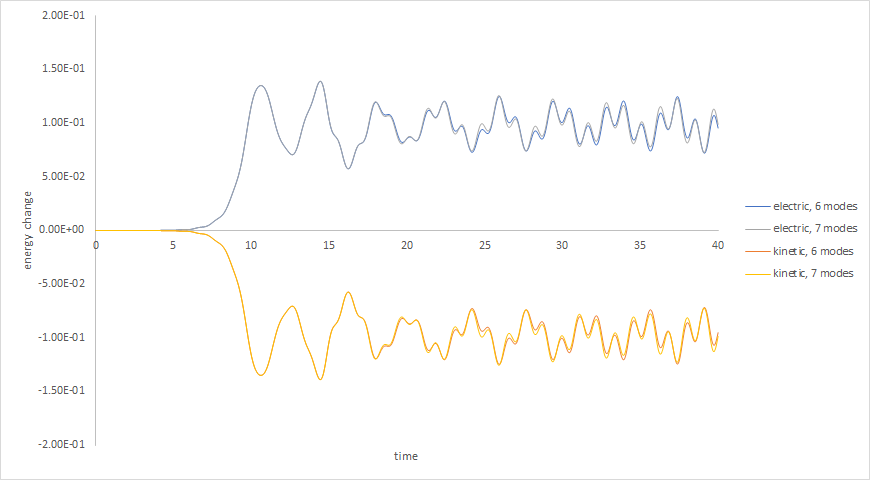 2.00E-01
1.50E-01
1.00E-01
5.00E-02
0.00E+00
-5.00E-02
-1.00E-01
-1.50E-01
-2.00E-01
energy change
0 5 10 15 20 25 30 35 40
time
electric, 6 modes
electric, 7 modes
kinetic, 6 modes
kinetic, 7 modes